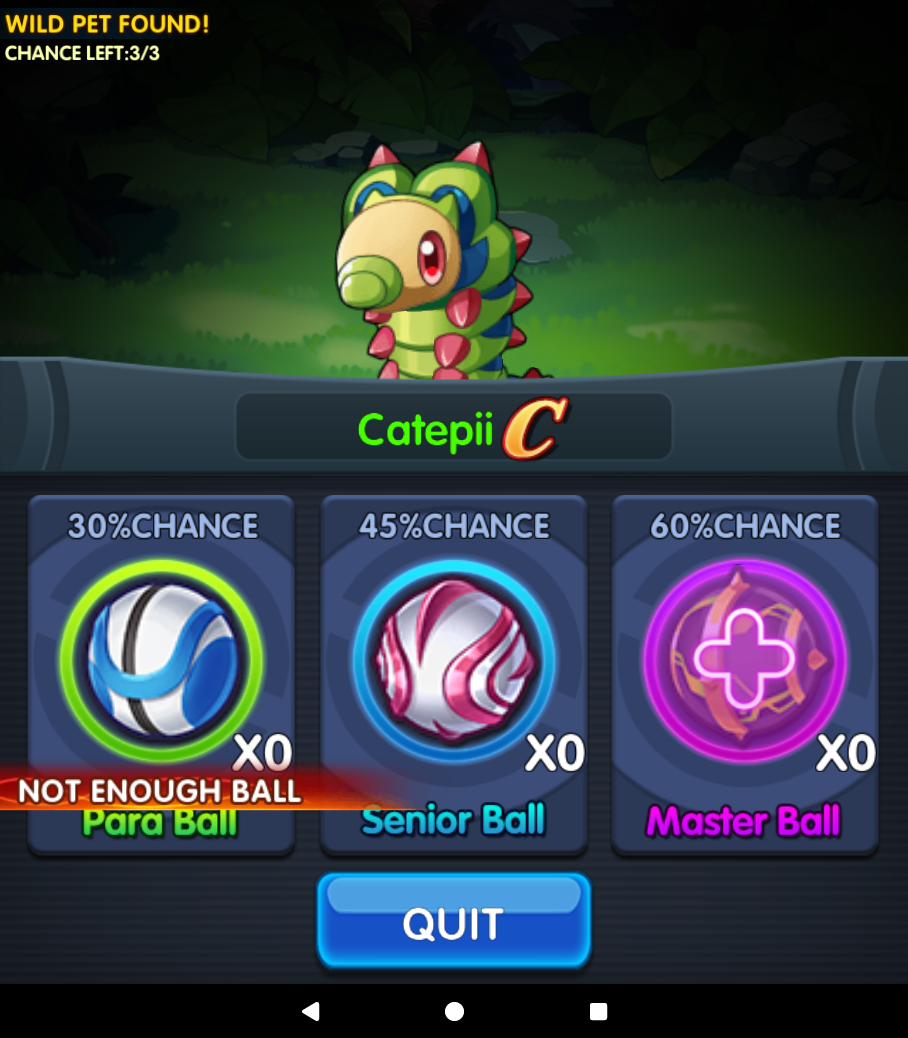 WILD PET FOUND!
CHANCE LEFT:3/3
Catepii C
30%CHANCE
45%CHANCE
60%CHANCE
X0
X0
X0
NOT ENOUGH BALL
Para Ball
Senior Ball
Master Ball
QUIT